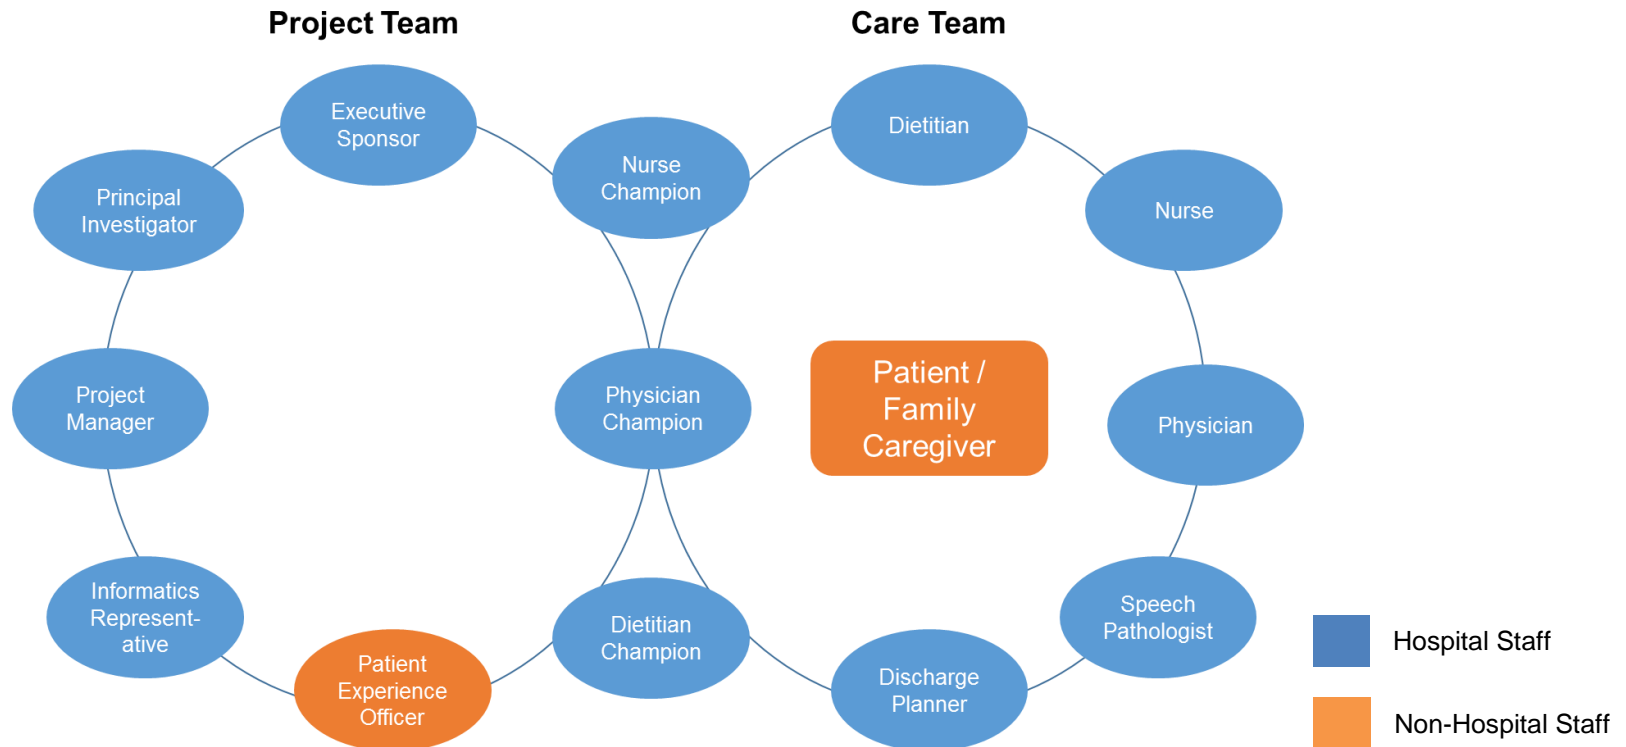 Project Team
Care Team
Executive
Sponsor
Nurse
Champion
Dietitian
Principal
Investigator
Nurse
Project
Manager
Physician
Champion
Patient /
Family
Caregiver
Physician
Informatics
Represent-
ative
Patient
Experience
Officer
Dietitian
Champion
Discharge
Planner
Speech
Pathologist
Hospital Staff
Non-Hospital Staff